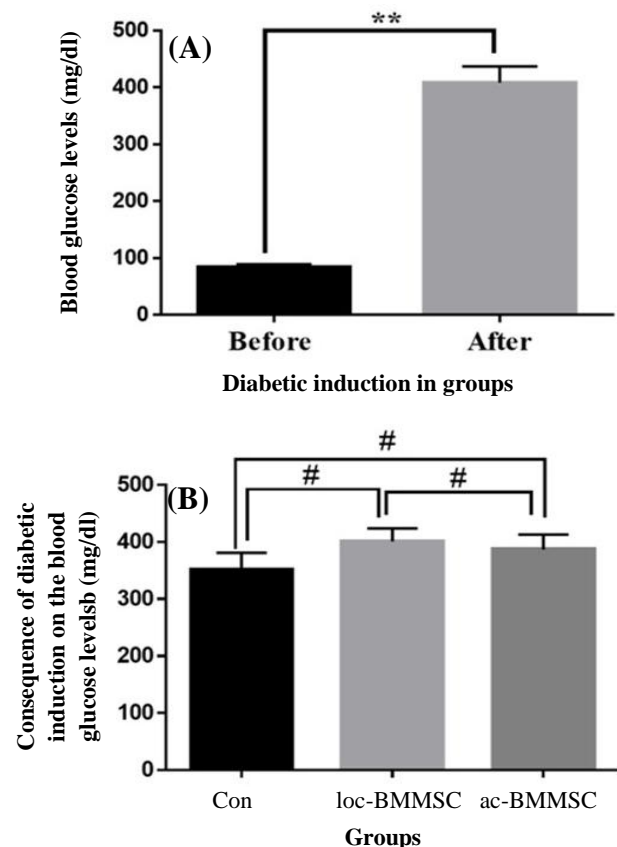 (A)
**
Blood glucose levels (mg/dl)
500
400
300
200
100
0
Before After
Diabetic induction in groups
(B)
#
# #
Consequence of diabetic
induction on the blood
glucose levelsb (mg/dl)
500
400
300
200
100
0
Con loc-BMMSC ac-BMMSC
Groups